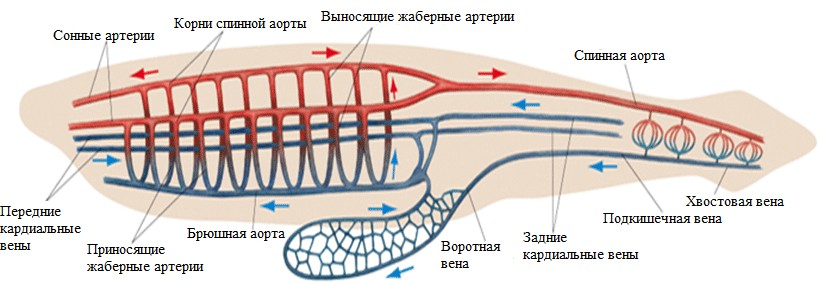 Сонные артерии
Корни спинной аорты
Выносящие жаберные артерии
Спинная аорта
Передние
кардиальные
вены
Приносящие
жаберные артерии
Брюшная аорта
Воротная
вена
Задние
кардиальные вены
Подкишечная вена
Хвостовая вена